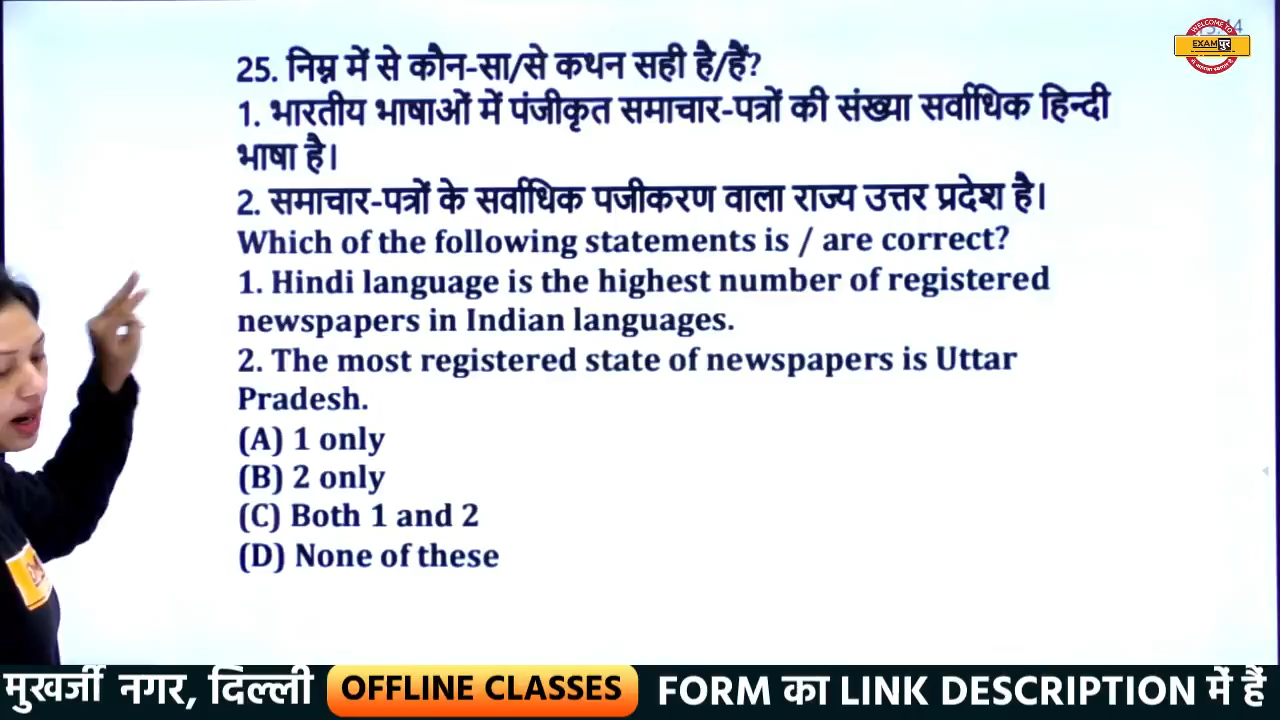 WELCOME TO
EXAM पुर
25. निम्न में से कौन-सा/से कथन सही है/हैं?
1. भारतीय भाषाओं में पंजीकृत समाचार-पत्रों की संख्या सर्वाधिक हिन्दी
भाषा है।
2. समाचार-पत्रों के सर्वाधिक पजीकरण वाला राज्य उत्तर प्रदेश है।
Which of the following statements is / are correct?
1. Hindi language is the highest number of registered
newspapers in Indian languages.
2. The most registered state of newspapers is Uttar
Pradesh.
(A) 1 only
(B) 2 only
(C) Both 1 and 2
(D) None of these
मुखर्जी नगर, दिल्ली OFFLINE CLASSES FORM का LINK DESCRIPTION में हैं